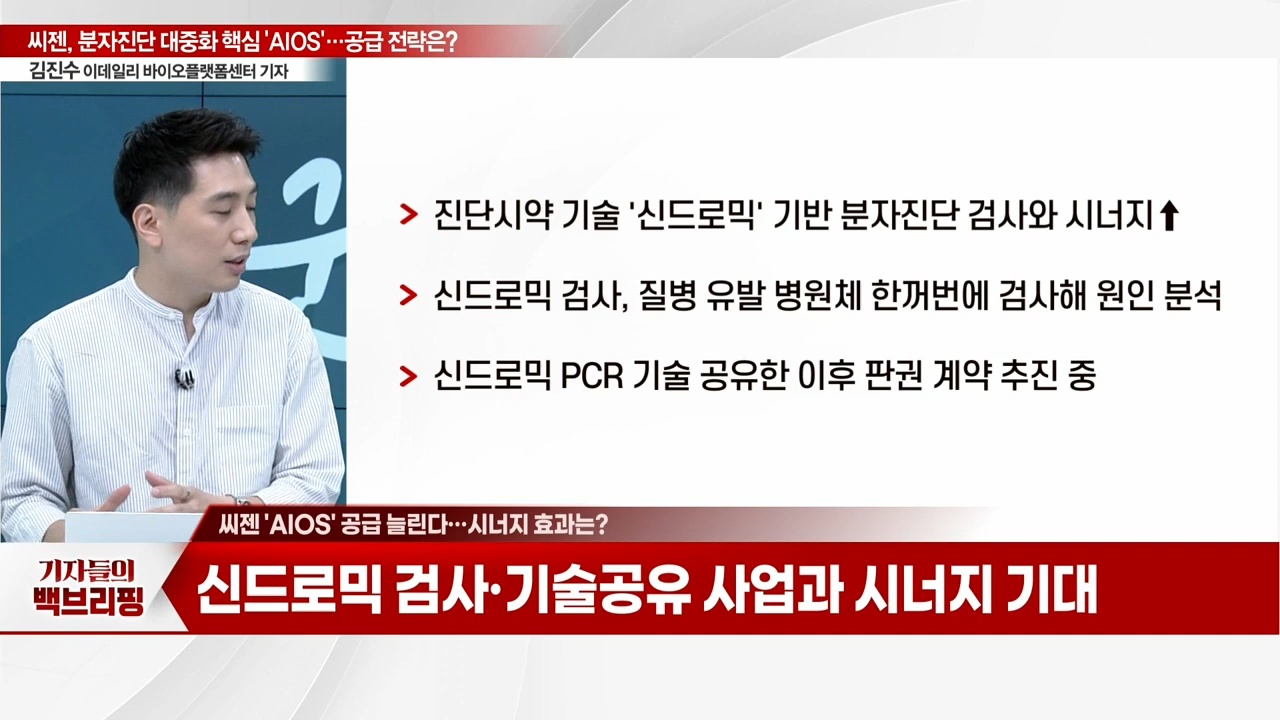 씨젠, 분자진단 대중화 핵심 'AIOS'…공급 전략은?
김진수 이데일리 바이오플랫폼센터 기자
> 진단시약 기술 '신드로믹' 기반 분자진단 검사와 시너지⬆
> 신드로믹 검사, 질병 유발 병원체 한꺼번에 검사해 원인 분석
> 신드로믹 PCR 기술 공유한 이후 판권 계약 추진 중
씨젠 'AIOS' 공급 늘린다…시너지 효과는?
기자들의
백브리핑
신드로믹 검사·기술공유 사업과 시너지 기대